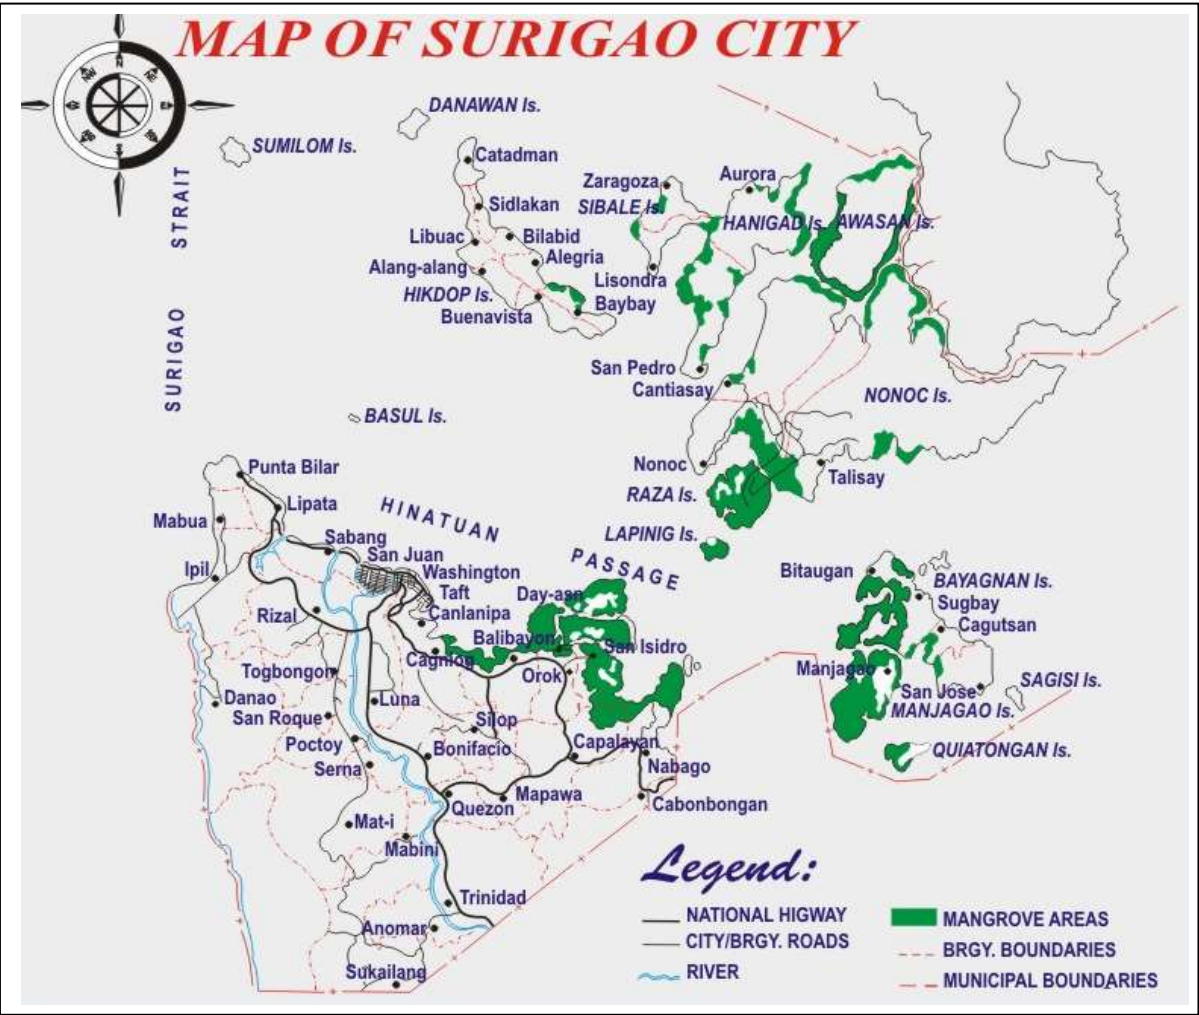 MAP OF SURIGAO CITY
N
NE
E
SE
S
SW
W
NW
DANAWAN Is.
SUMILOM Is.
SURIGAO STRAIT
Catadman
Sidlakan
Libuac
Bilabid
Alegria
Alang-alang
HIKDOP Is.
Baybay
Buenavista
Zaragoza
SIBALE Is.
Aurora
HANIGAD Is.
AWASAN Is.
Lisondra
San Pedro
Cantiasay
NONOC Is.
BASUL Is.
Nonoc
Talisay
RAZA Is.
LAPINIG Is.
HINATUAN PASSAGE
Punta Bilar
Lipata
Mabua
Sabang
San Juan
Ipil
Washington
Taft
Day-asn
Canlanipa
Rizal
Balibayon
San Isidro
Cagniog
Orok
Togbongon
Danao
Luna
San Roque
Silop
Poctoy
Bonifacio
Capalayan
Serna
Nabago
Quezon
Mapawa
Cabonbongan
Mat-i
Mabini
Trinidad
Anomar
Sukailang
Bitaugan
BAYAGNAN Is.
Sugbay
Cagutsan
Manjagao
San Jose
SAGISI Is.
MANJAGAO Is.
QUIATONGAN Is.
Legend:
NATIONAL HIGWAY
CITY/BRGY. ROADS
RIVER
MANGROVE AREAS
BRGY. BOUNDARIES
MUNICIPAL BOUNDARIES